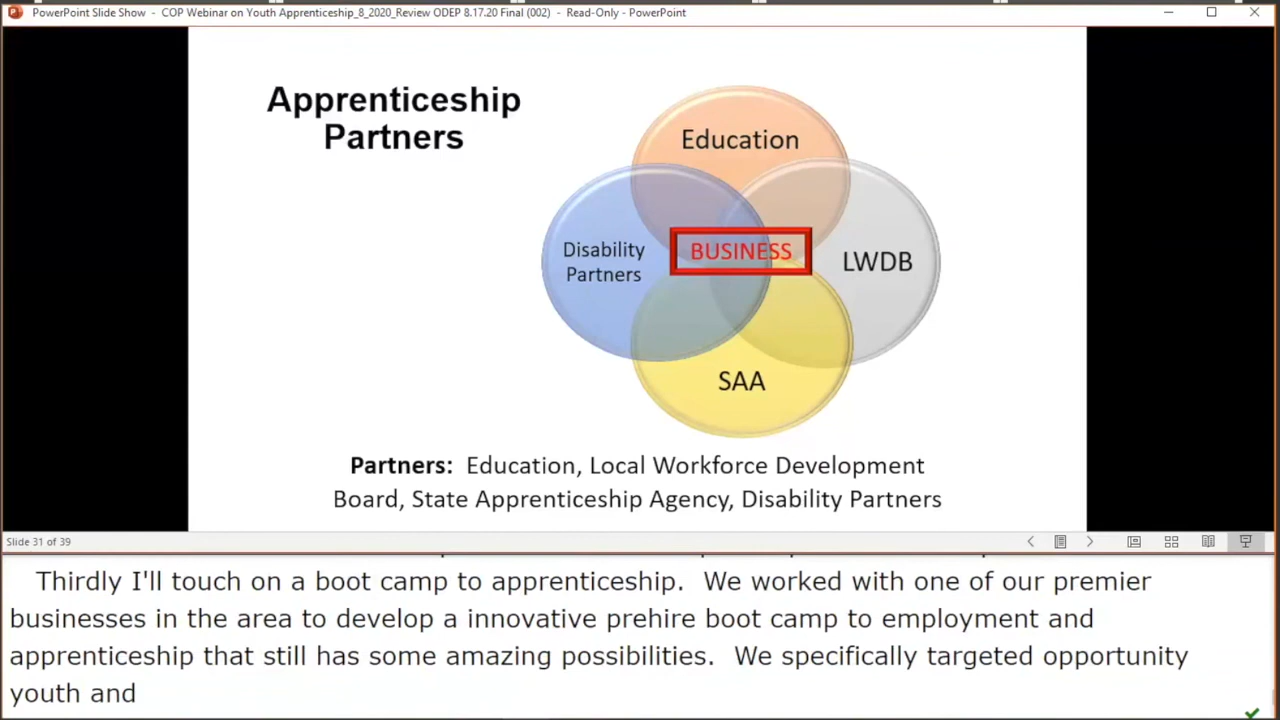 PowerPoint Slide Show - COP Webinar on Youth Apprenticeship_8_2020_Review ODEP 8.17.20 Final (002) - Read-Only - PowerPoint
Apprenticeship
Partners
Education
Disability
Partners
BUSINESS
LWDB
SAA
Partners: Education, Local Workforce Development
Board, State Apprenticeship Agency, Disability Partners
Slide 31 of 39
Thirdly I'll touch on a boot camp to apprenticeship. We worked with one of our premier
businesses in the area to develop a innovative prehire boot camp to employment and
apprenticeship that still has some amazing possibilities. We specifically targeted opportunity
youth and